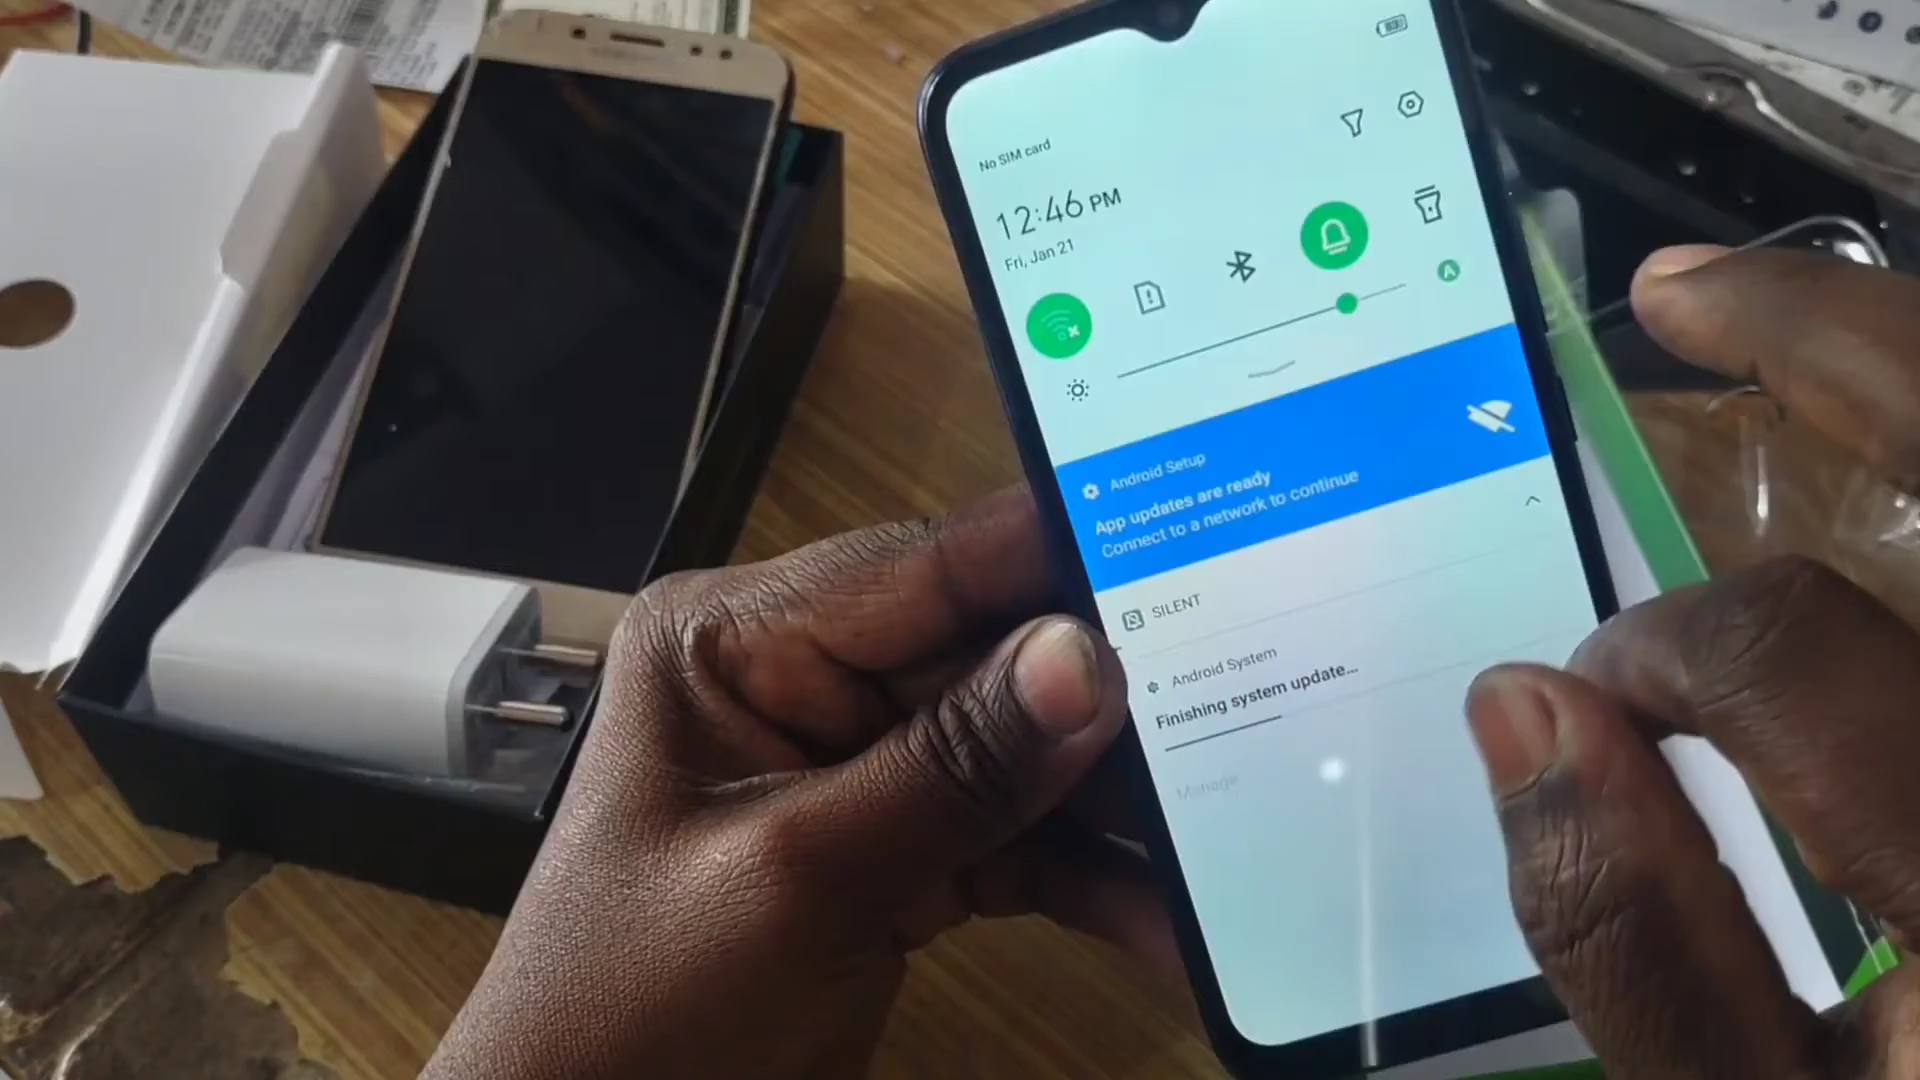 No SIM card
12:46 PM
Fri, Jan 21
A
Android Setup
App updates are ready
Connect to a network to continue
SILENT
Android System
Finishing system update...
Manage